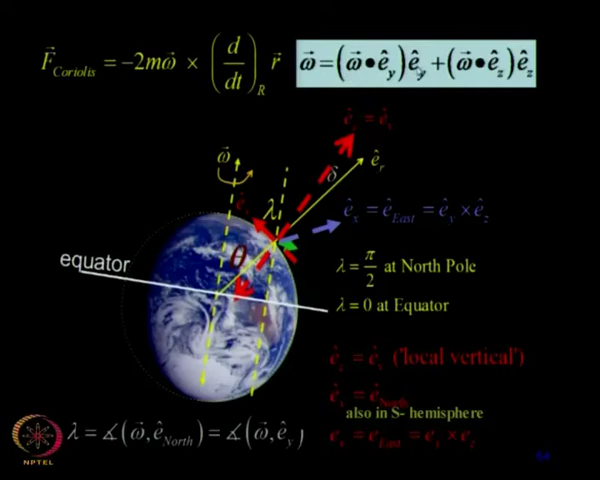 F⃗_Coriolis = −2mω⃗ × (d/dt)_R r⃗
ω⃗ = (ω⃗ • ê_y) ê_y + (ω⃗ • ê_z) ê_z
ê_z = ê_v
ω⃗
δ
ê_r
λ
ê_x = ê_East = ê_y × ê_z
θ
equator
λ = π/2 at North Pole
λ = 0 at Equator
ê_z = ê_v ('local vertical')
ê_y = ê_North
also in S- hemisphere
e_x = e_East = e_y × e_z
λ = ∡(ω⃗, ê_North) = ∡(ω⃗, ê_y)
NPTEL